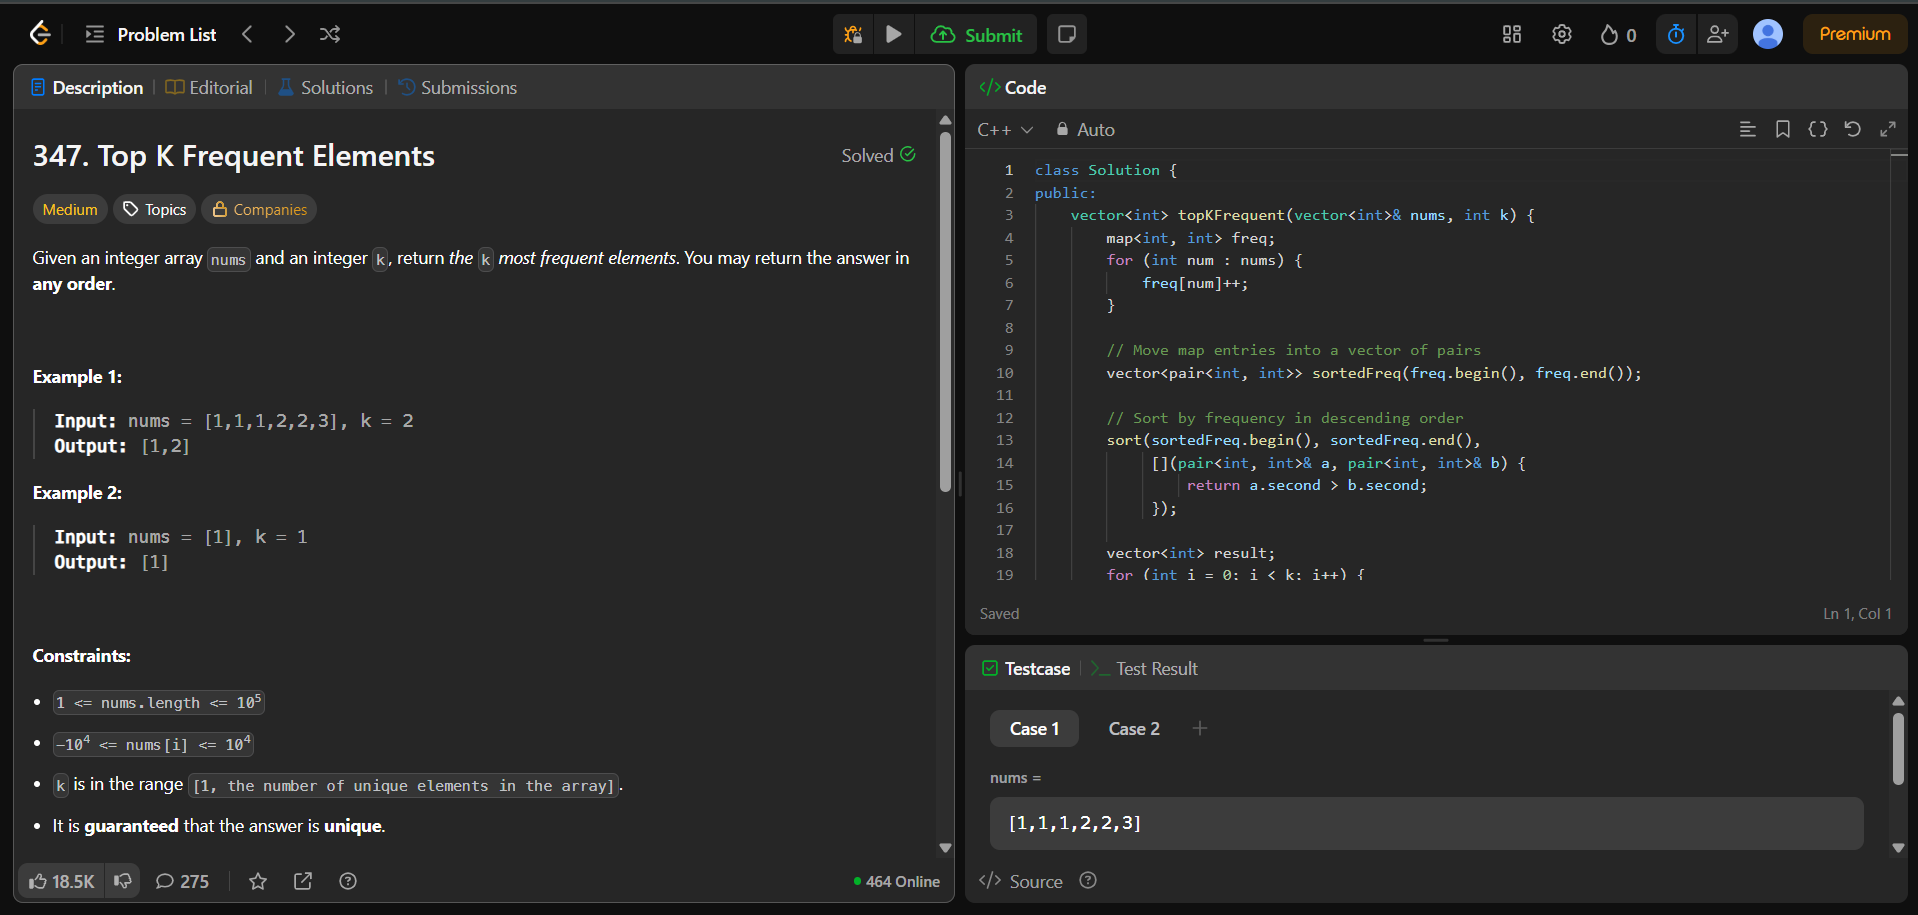 Problem List
Submit
0
Premium
Description
Editorial
Solutions
Submissions
347. Top K Frequent Elements
Solved
Medium
Topics
Companies
Given an integer array nums and an integer k, return the k most frequent elements. You may return the answer in
any order.
Example 1:
Input: nums = [1,1,1,2,2,3], k = 2
Output: [1,2]
Example 2:
Input: nums = [1], k = 1
Output: [1]
Constraints:
• 1 <= nums.length <= 10⁵
• −10⁴ <= nums[i] <= 10⁴
• k is in the range [1, the number of unique elements in the array].
• It is guaranteed that the answer is unique.
18.5K
275
464 Online
</> Code
C++
Auto
1 class Solution {
2 public:
3 vector<int> topKFrequent(vector<int>& nums, int k) {
4 map<int, int> freq;
5 for (int num : nums) {
6 freq[num]++;
7 }
8
9 // Move map entries into a vector of pairs
10 vector<pair<int, int>> sortedFreq(freq.begin(), freq.end());
11
12 // Sort by frequency in descending order
13 sort(sortedFreq.begin(), sortedFreq.end(),
14 [](pair<int, int>& a, pair<int, int>& b) {
15 return a.second > b.second;
16 });
17
18 vector<int> result;
19 for (int i = 0; i < k; i++) {
Saved
Ln 1, Col 1
Testcase
Test Result
Case 1
Case 2
+
nums =
[1,1,1,2,2,3]
</> Source